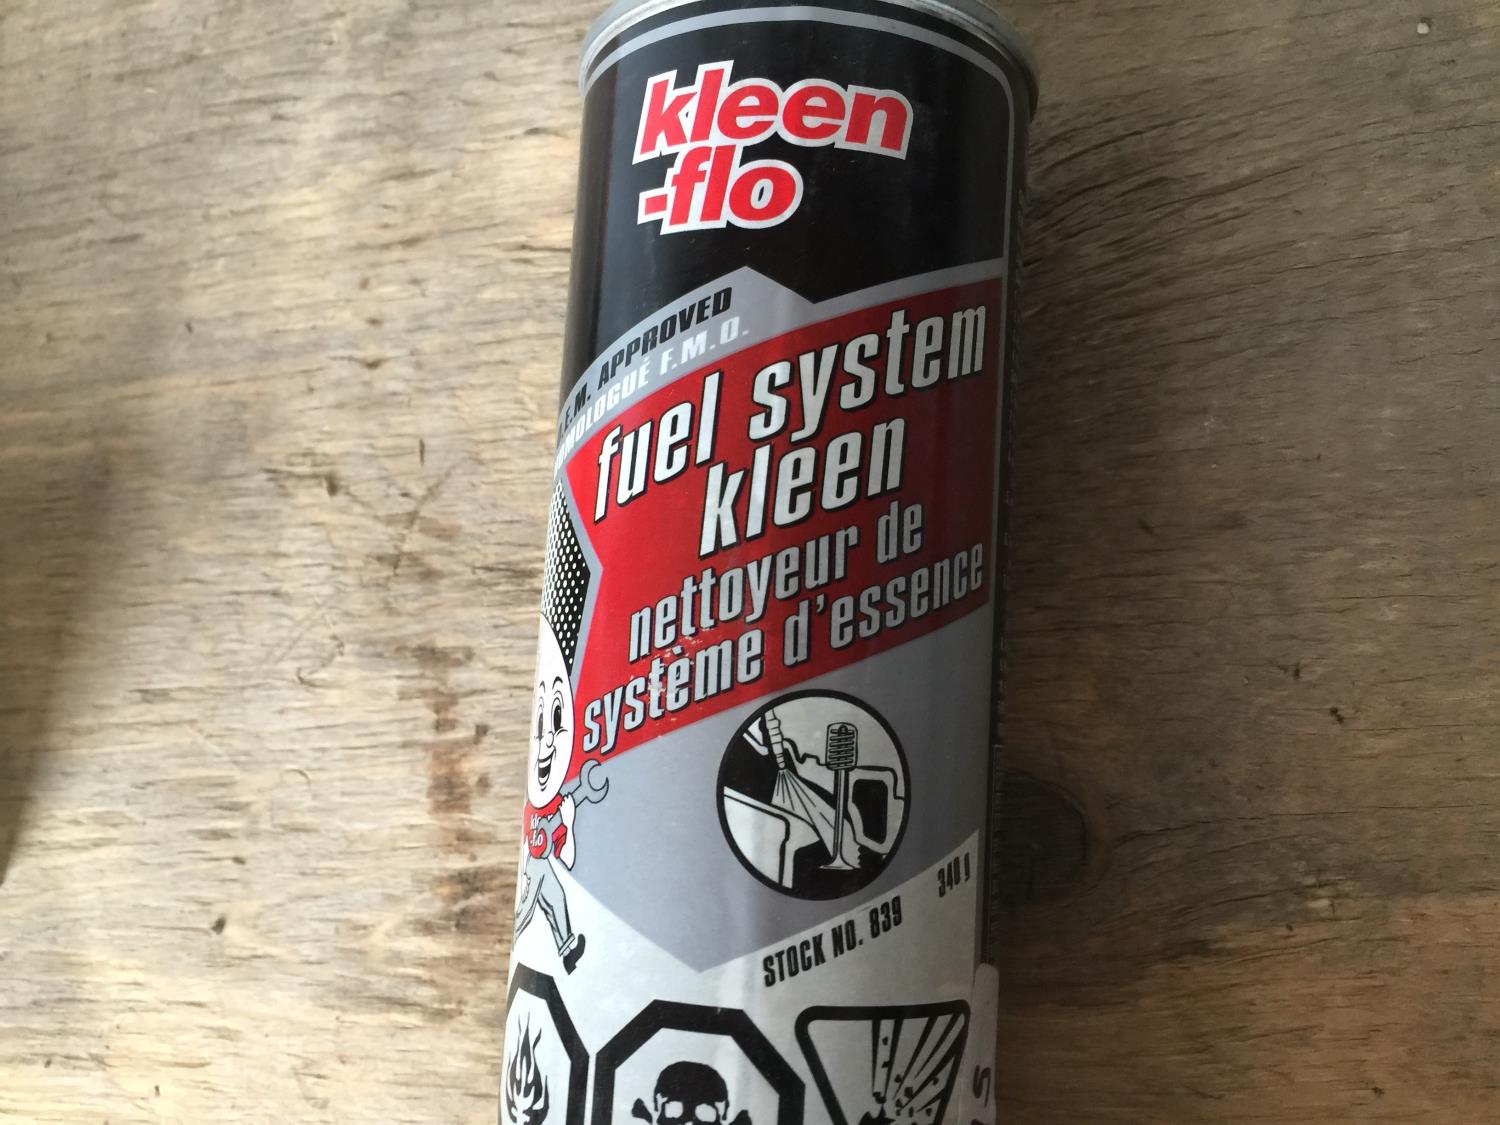 kleen
-flo
E.M. APPROVED
HOMOLOGUÉ F.M.O.
fuel system
kleen
nettoyeur de
système d'essence
STOCK NO. 839
340 g